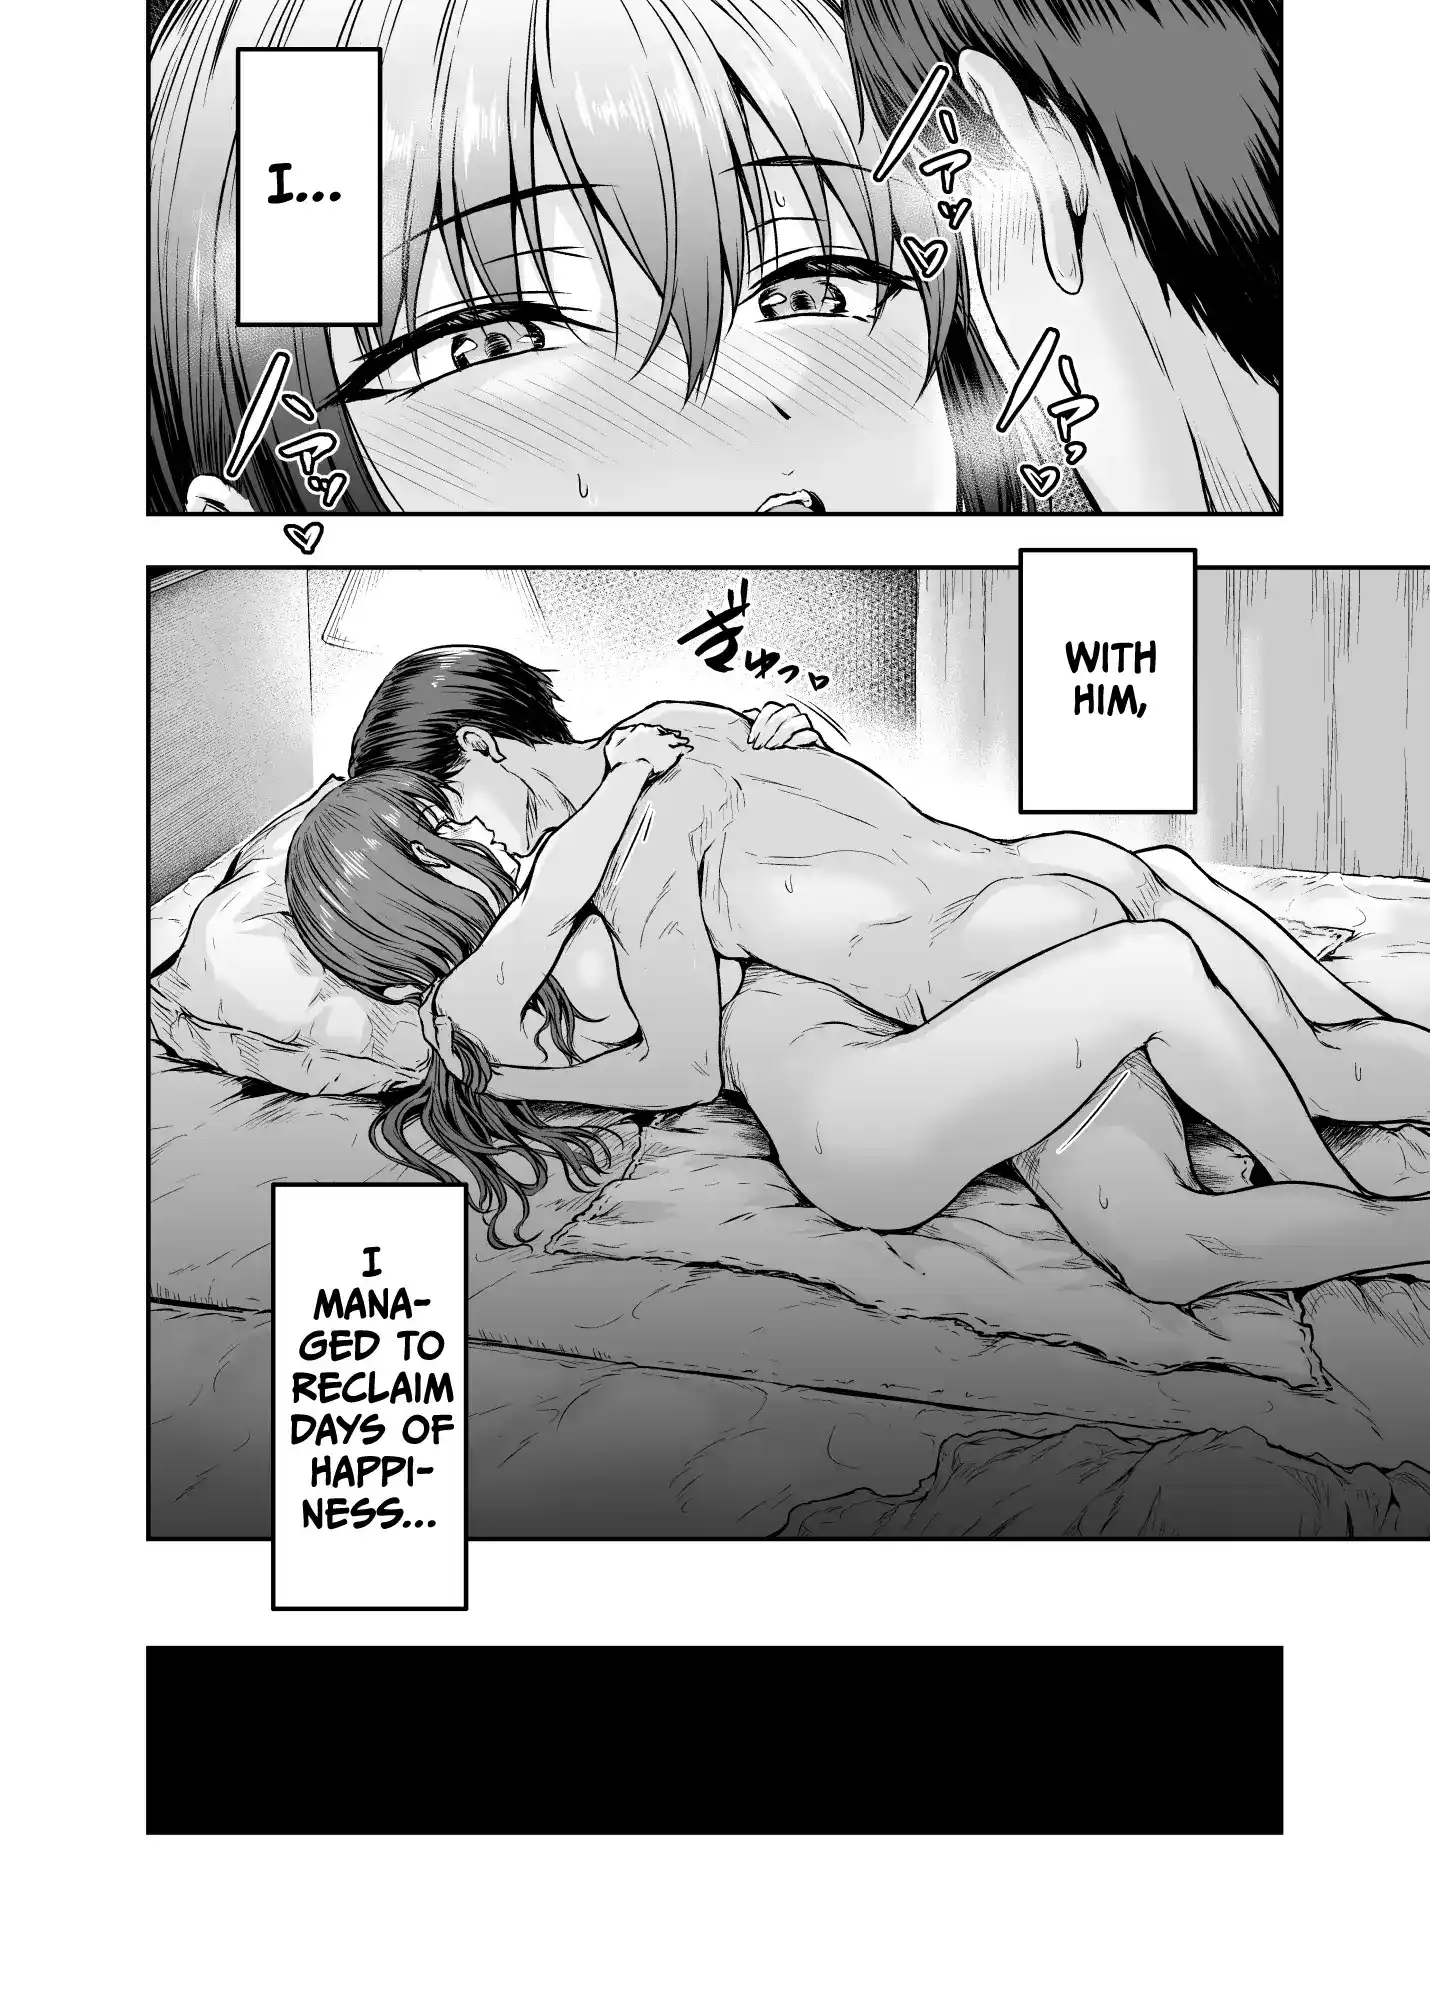 I...
ハアッ
ハアッ
ハアッ
ぎゅっ
WITH
HIM,
I
MANA-
GED TO
RECLAIM
DAYS OF
HAPPI-
NESS...